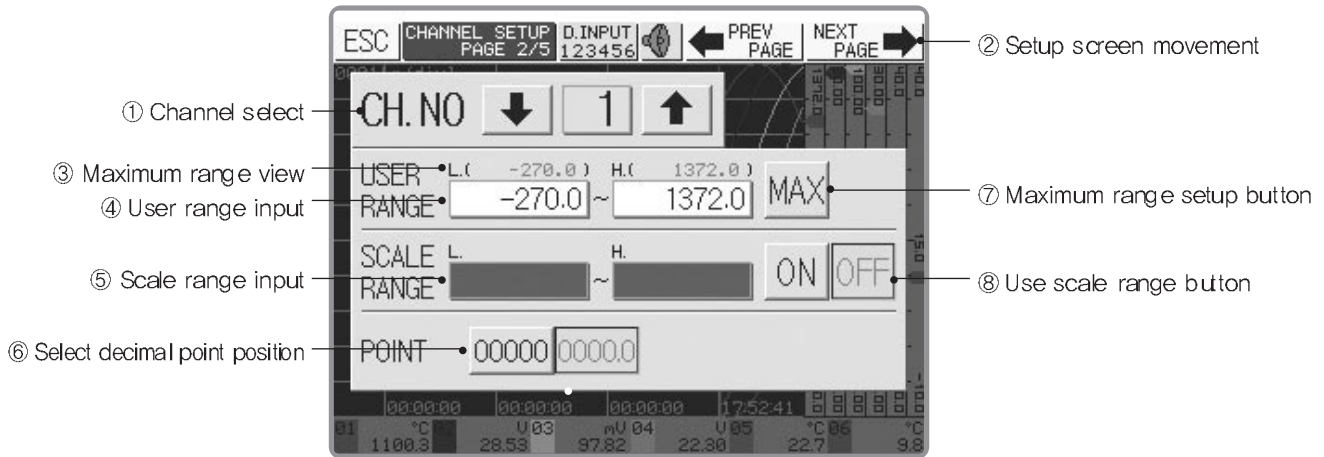 ESC CHANNEL SETUP PAGE 2/5 D.INPUT 123456 PREV PAGE NEXT PAGE
② Setup screen movement
① Channel select
CH. NO 1
③ Maximum range view
④ User range input
USER RANGE L.( -270.0 ) H.( 1372.0 )
-270.0 ~ 1372.0 MAX
⑦ Maximum range setup button
⑤ Scale range input
SCALE RANGE L. ~ H. ON OFF
⑧ Use scale range button
⑥ Select decimal point position
POINT 00000 0000.0
00:00:00 00:00:00 00:00:00 17:52:41
01 °C 02 V 03 mV 04 V 05 °C 06 °C
1100.3 28.53 97.82 22.30 22.7 9.8